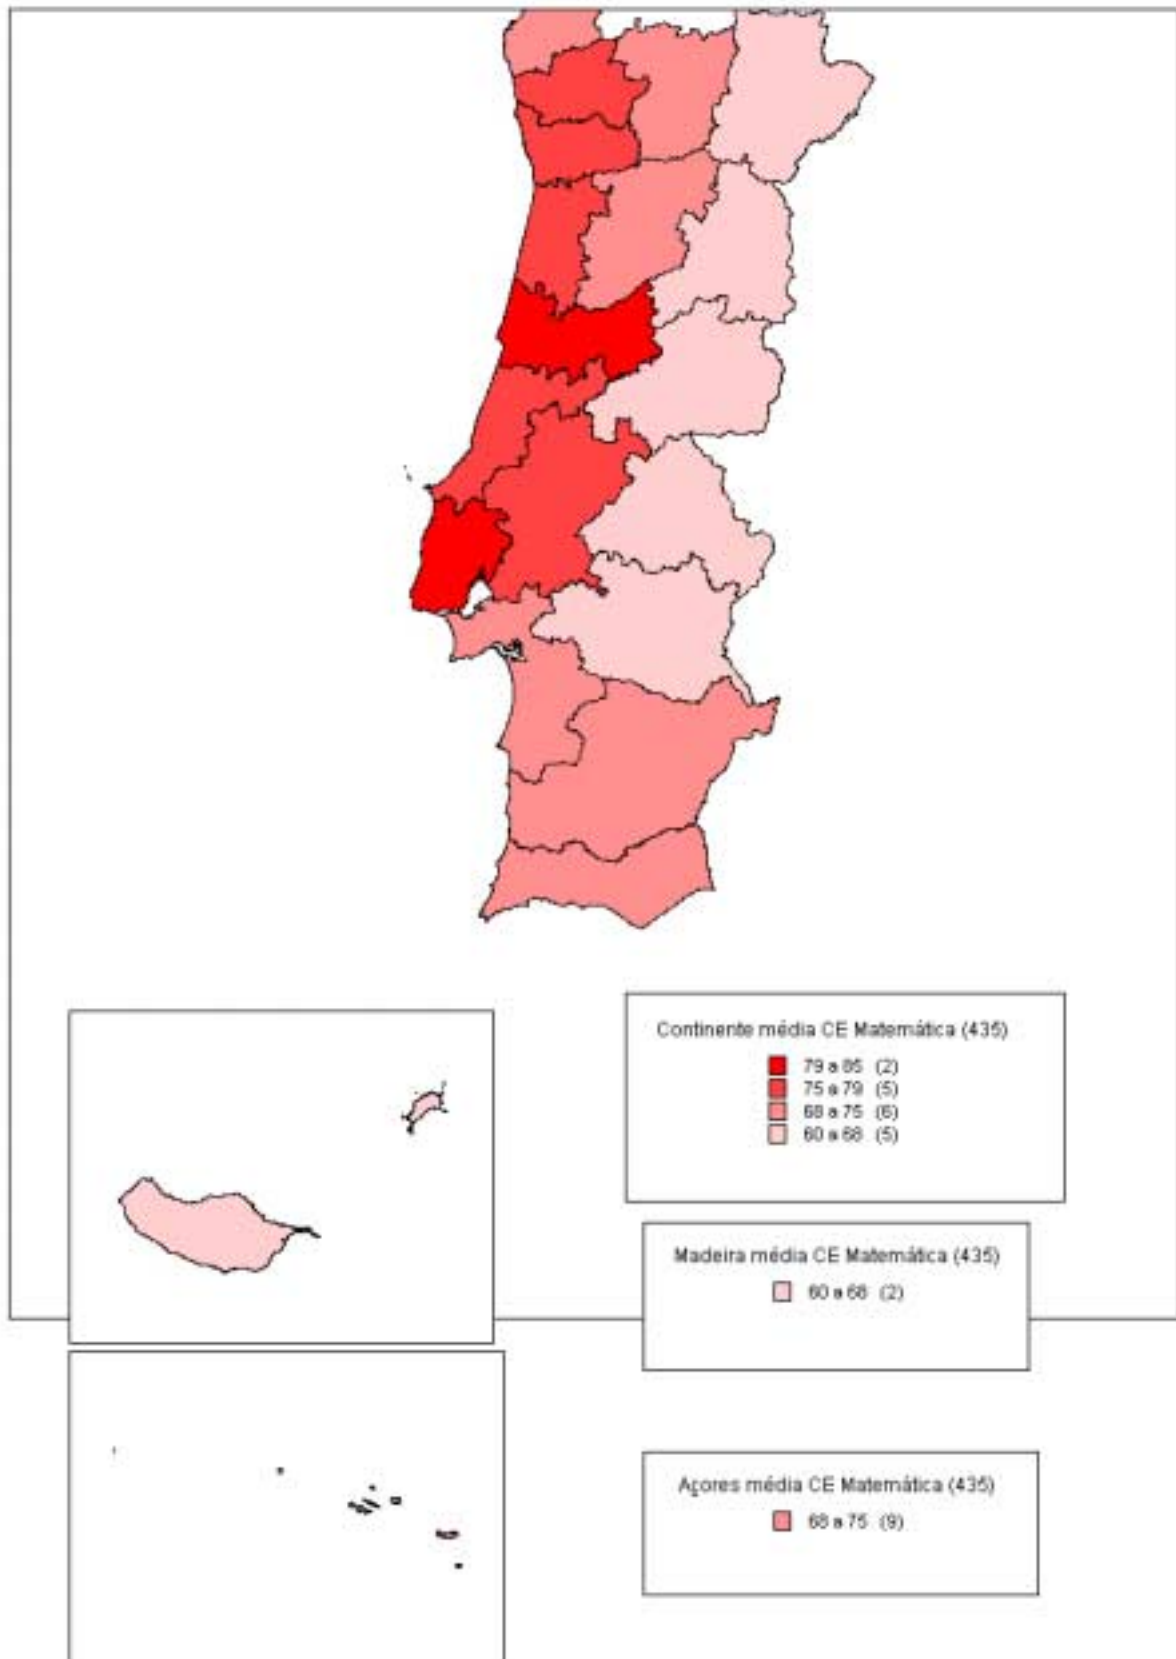 Continente média CE Matemática (435)
79 a 85 (2)
75 a 79 (5)
68 a 75 (6)
60 a 68 (5)
Madeira média CE Matemática (435)
60 a 68 (2)
Açores média CE Matemática (435)
68 a 75 (9)